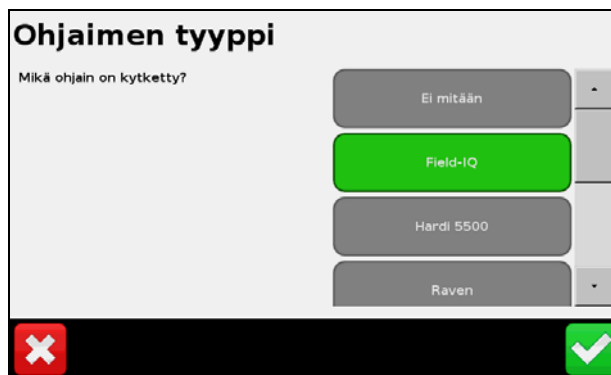 Ohjaimen tyyppi
Mikä ohjain on kytketty?
Ei mitään
Field-IQ
Hardi 5500
Raven